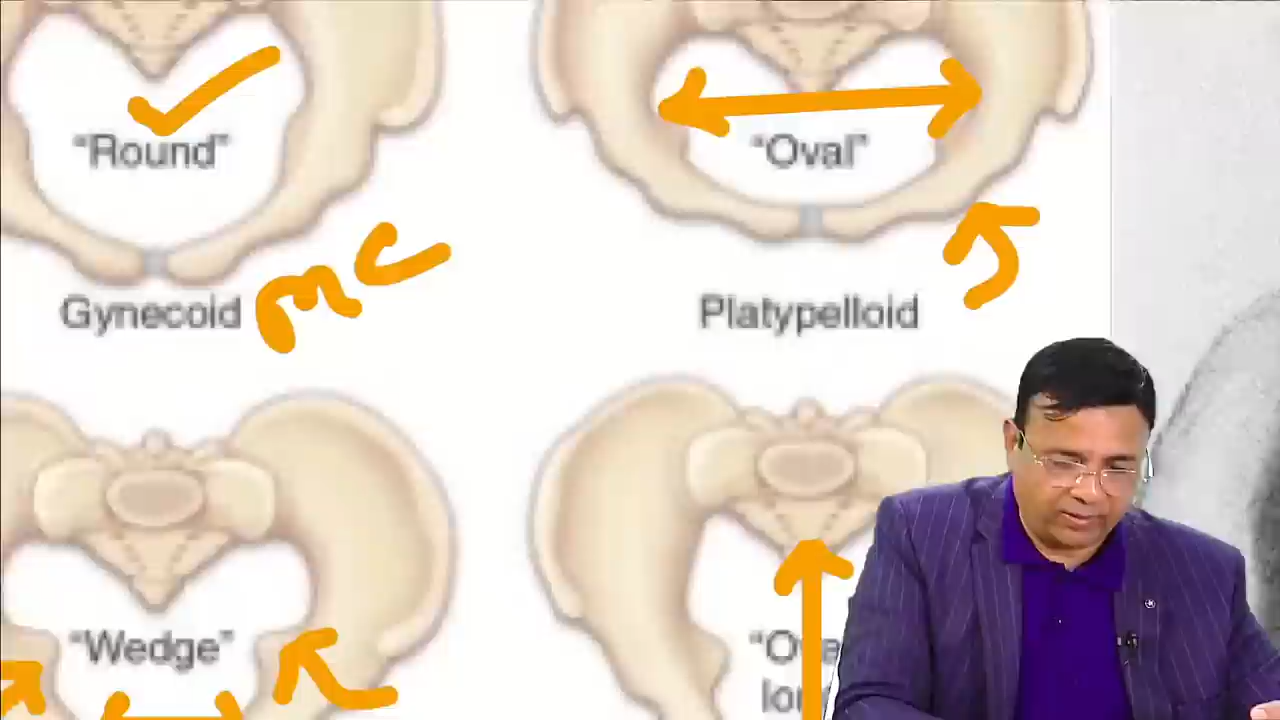 "Round"
"Oval"
Gynecoid
mc
Platypelloid
"Wedge"